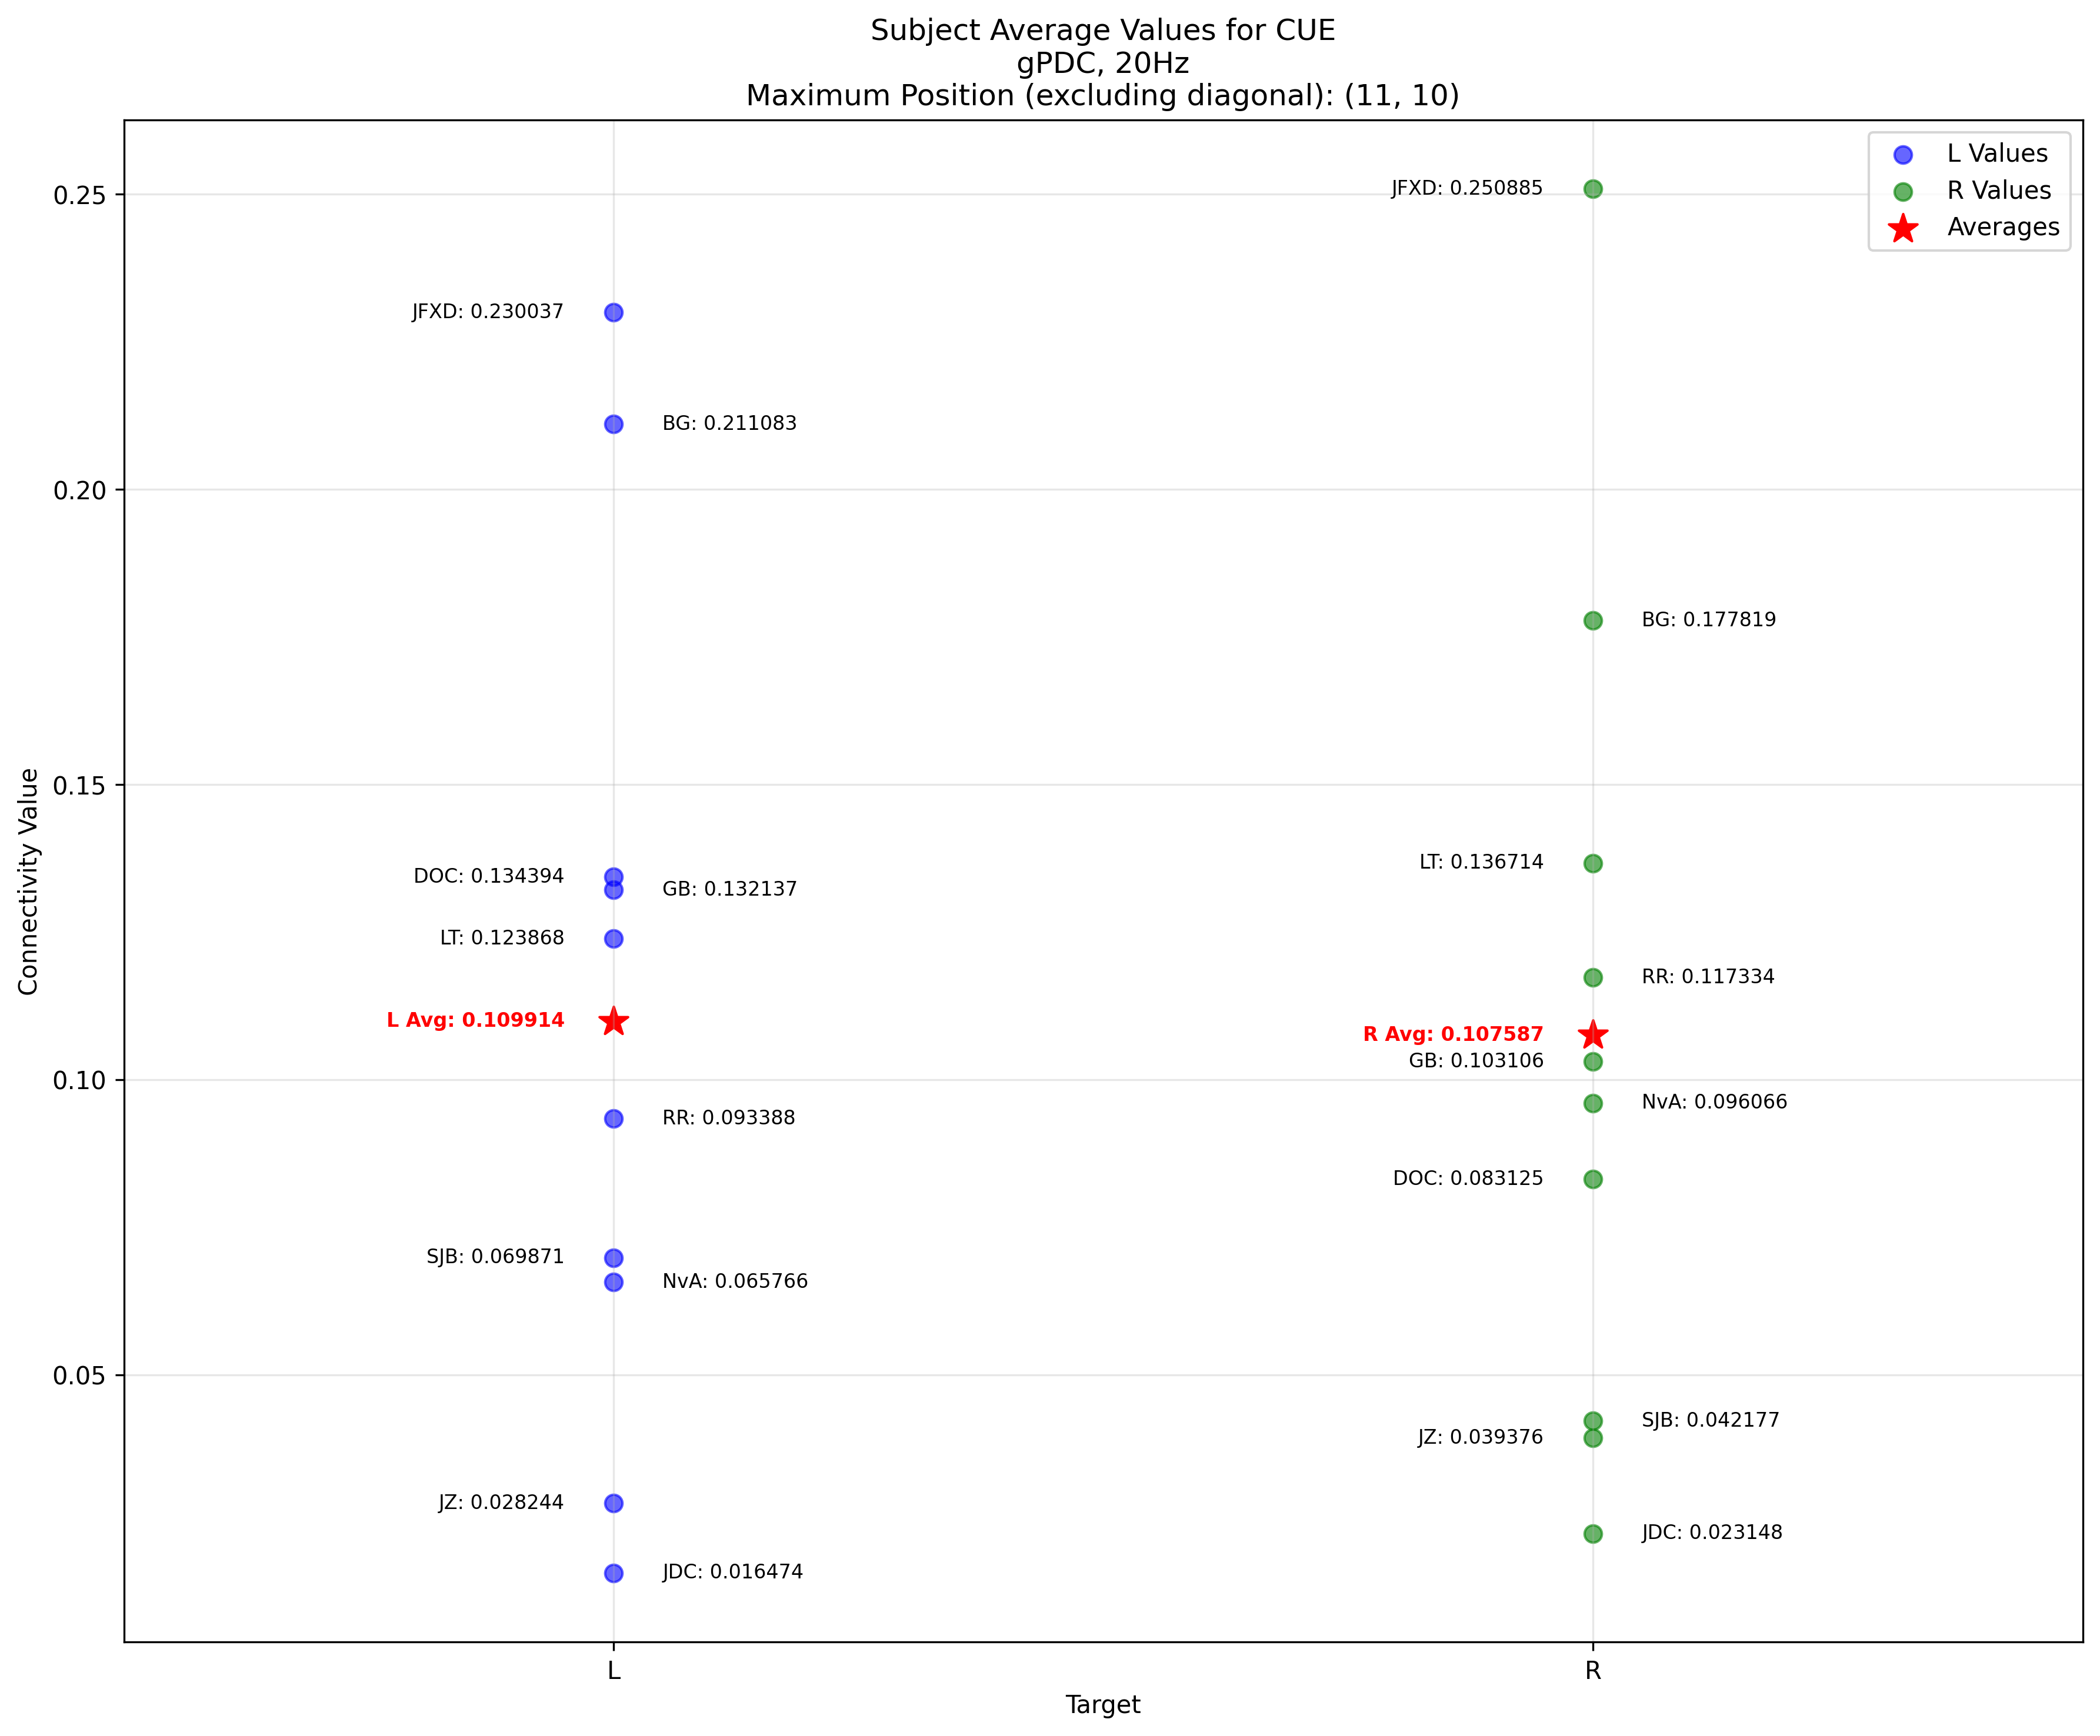 Subject Average Values for CUE
gPDC, 20Hz
Maximum Position (excluding diagonal): (11, 10)
L Values
R Values
Averages
Connectivity Value
0.25
0.20
0.15
0.10
0.05
JFXD: 0.230037
BG: 0.211083
DOC: 0.134394
GB: 0.132137
LT: 0.123868
L Avg: 0.109914
RR: 0.093388
SJB: 0.069871
NvA: 0.065766
JZ: 0.028244
JDC: 0.016474
JFXD: 0.250885
BG: 0.177819
LT: 0.136714
RR: 0.117334
R Avg: 0.107587
GB: 0.103106
NvA: 0.096066
DOC: 0.083125
SJB: 0.042177
JZ: 0.039376
JDC: 0.023148
L
R
Target